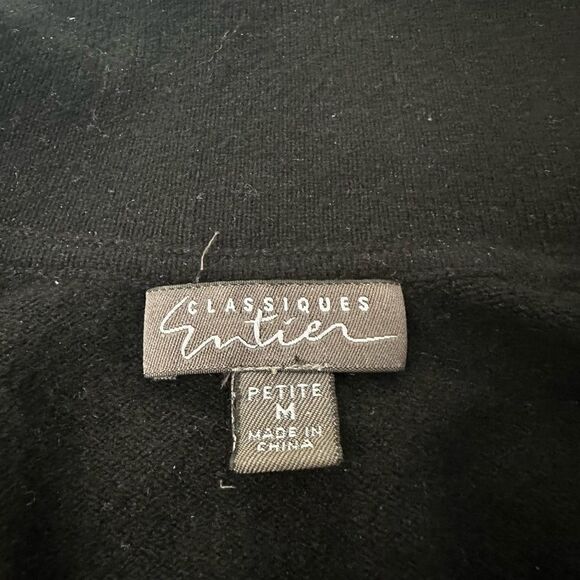 CLASSIQUES
Entier
PETITE
M
MADE IN
CHINA